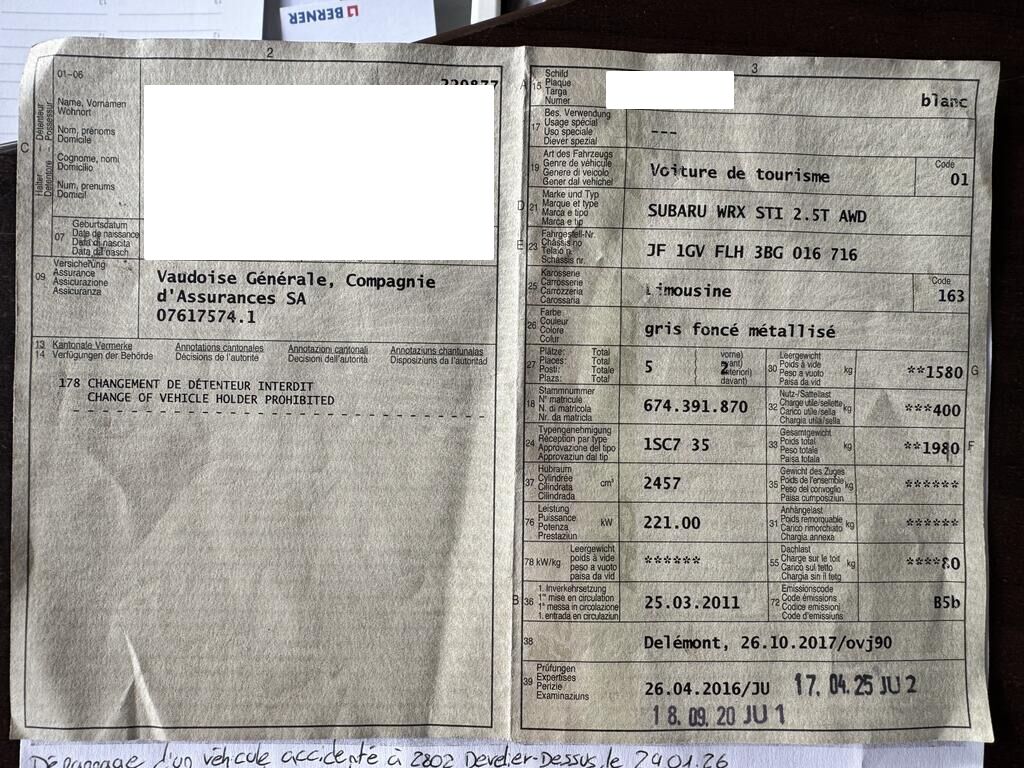 BERNER
2
01-06
Name, Vornamen
Wohnort
Nom, prénoms
Domicile
Cognome, nomi
Domicilio
Num, prenums
Domicil
C
Halter - Détenteur
Detentore - Possessur
07
Geburtsdatum
Date de naissance
Data di nascita
Data da nasch.
09
Versicherung
Assurance
Assicurazione
Assicuranza
Vaudoise Générale, Compagnie
d'Assurances SA
07617574.1
13 Kantonale Vermerke Annotations cantonales Annotazioni cantonali Annotaziuns chantunalas
14 Verfügungen der Behörde Décisions de l'autorité Decisioni dell'autorità Disposiziuns da l'autoritad
178 CHANGEMENT DE DÉTENTEUR INTERDIT
CHANGE OF VEHICLE HOLDER PROHIBITED
3
A 15
Schild
Plaque
Targa
Numer
blanc
17
Bes. Verwendung
Usage spécial
Uso speciale
Diever spezial
---
19
Art des Fahrzeugs
Genre de véhicule
Genere di veicolo
Gener dal vehichel
Voiture de tourisme
Code
01
D 21
Marke und Typ
Marque et type
Marca e tipo
Marca e tip
SUBARU WRX STI 2.5T AWD
E 23
Fahrgestell-Nr.
Châssis no
Telaio n.
Schassis nr.
JF 1GV FLH 3BG 016 716
25
Karosserie
Carrosserie
Carrozzeria
Carossaria
Limousine
Code
163
26
Farbe
Couleur
Colore
Colur
gris foncé métallisé
27
Plätze: Total
Places: Total
Posti: Totale
Plazs: Total
5
2
vorne)
davant)
30
Leergewicht
Poids à vide
Peso a vuoto
Paisa da vid
kg
**1580
G
18
Stammnummer
N° matricule
N. di matricola
Nr. da matricla
674.391.870
32
Nutz-/Sattellast
Charge utile/sellette
Carico utile/sella
Chargia utila/sella
kg
***400
24
Typengenehmigung
Réception par type
Approvazione del tipo
Approvaziun dal tip
1SC7 35
33
Gesamtgewicht
Poids total
Peso totale
Paisa totala
kg
**1980
F
37
Hubraum
Cylindrée
Cilindrata
Cilindrada
cm³
2457
35
Gewicht des Zuges
Poids de l'ensemble
Peso del convoglio
Paisa cumposiziun
kg
******
76
Leistung
Puissance
Potenza
Prestaziun
kW
221.00
31
Anhängelast
Poids remorquable
Carico rimorchiato
Chargia annexa
kg
******
78 kW/kg
Leergewicht
poids à vide
peso a vuoto
paisa da vid
******
55
Dachlast
Charge sur le toit
Carico sul tetto
Chargia sin il tetg
kg
****80
B 36
1. Inverkehrsetzung
1re mise en circulation
1a messa in circolazione
1. entrada en circulaziun
25.03.2011
72
Emissionscode
Code émissions
Codice emissioni
Code d'emissiuns
B5b
38
Delémont, 26.10.2017/ovj90
39
Prüfungen
Expertises
Perizie
Examinaziuns
26.04.2016/JU 17. 04. 25 JU 2
18. 09. 20 JU 1
Dépannage d'un véhicule accidenté à 2802 Develier-Dessus, le 29.01.26